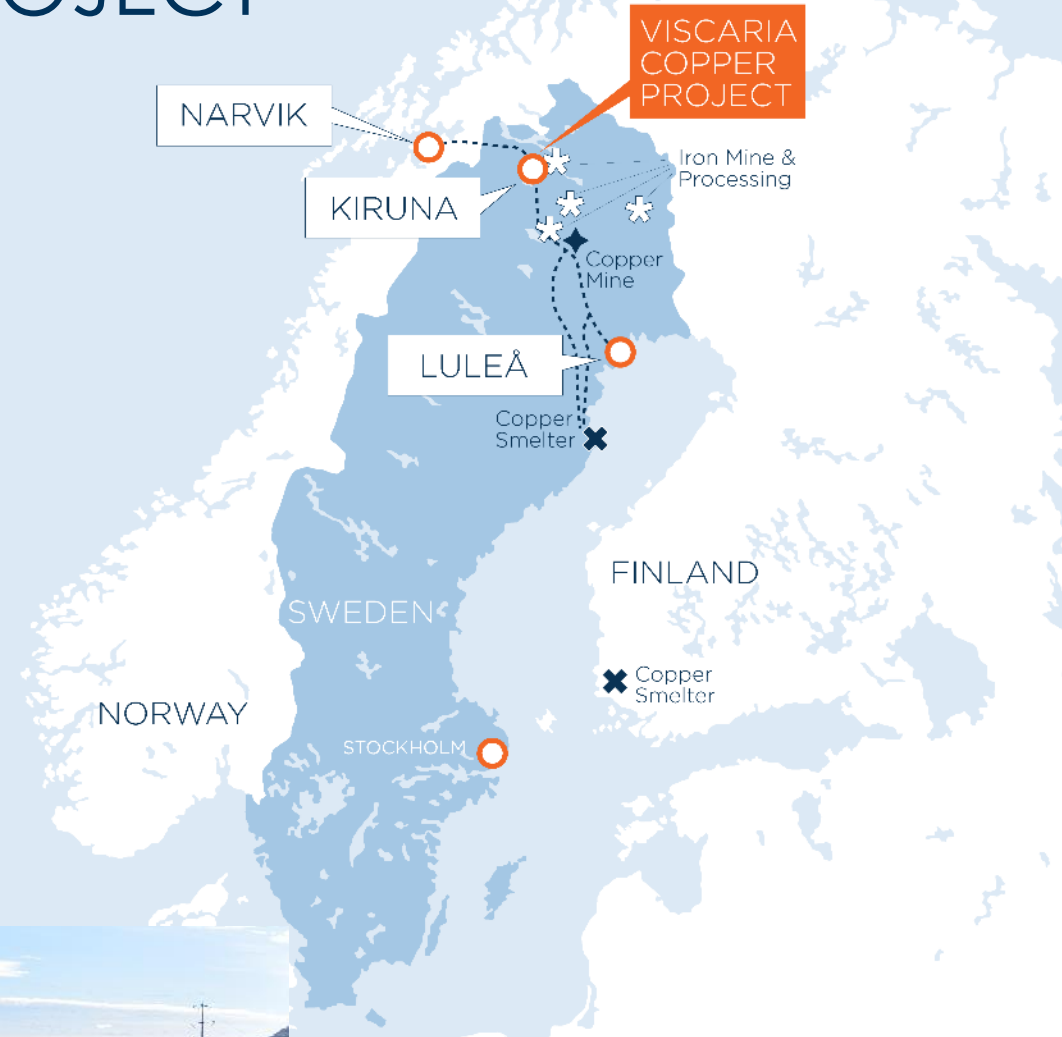 VISCARIA
COPPER
PROJECT
NARVIK
Iron Mine &
Processing
KIRUNA
Copper
Mine
LULEÅ
Copper
Smelter
FINLAND
SWEDEN
Copper
Smelter
NORWAY
STOCKHOLM